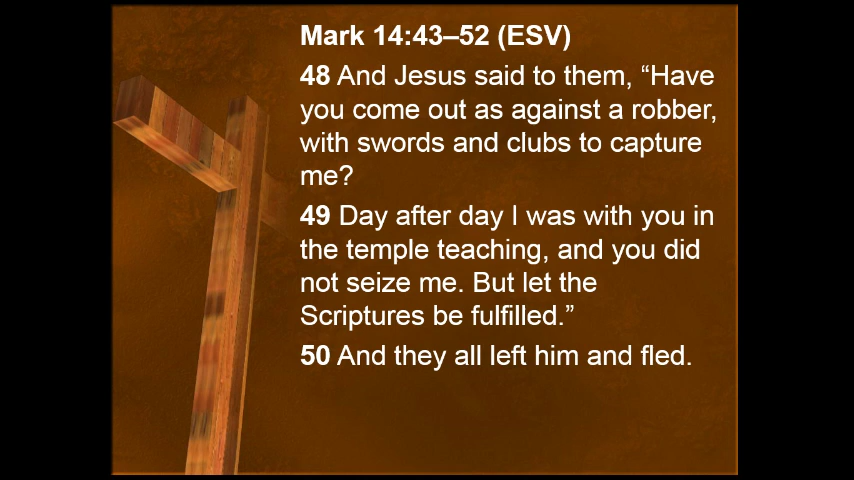 Mark 14:43–52 (ESV)
48 And Jesus said to them, “Have
you come out as against a robber,
with swords and clubs to capture
me?
49 Day after day I was with you in
the temple teaching, and you did
not seize me. But let the
Scriptures be fulfilled.”
50 And they all left him and fled.